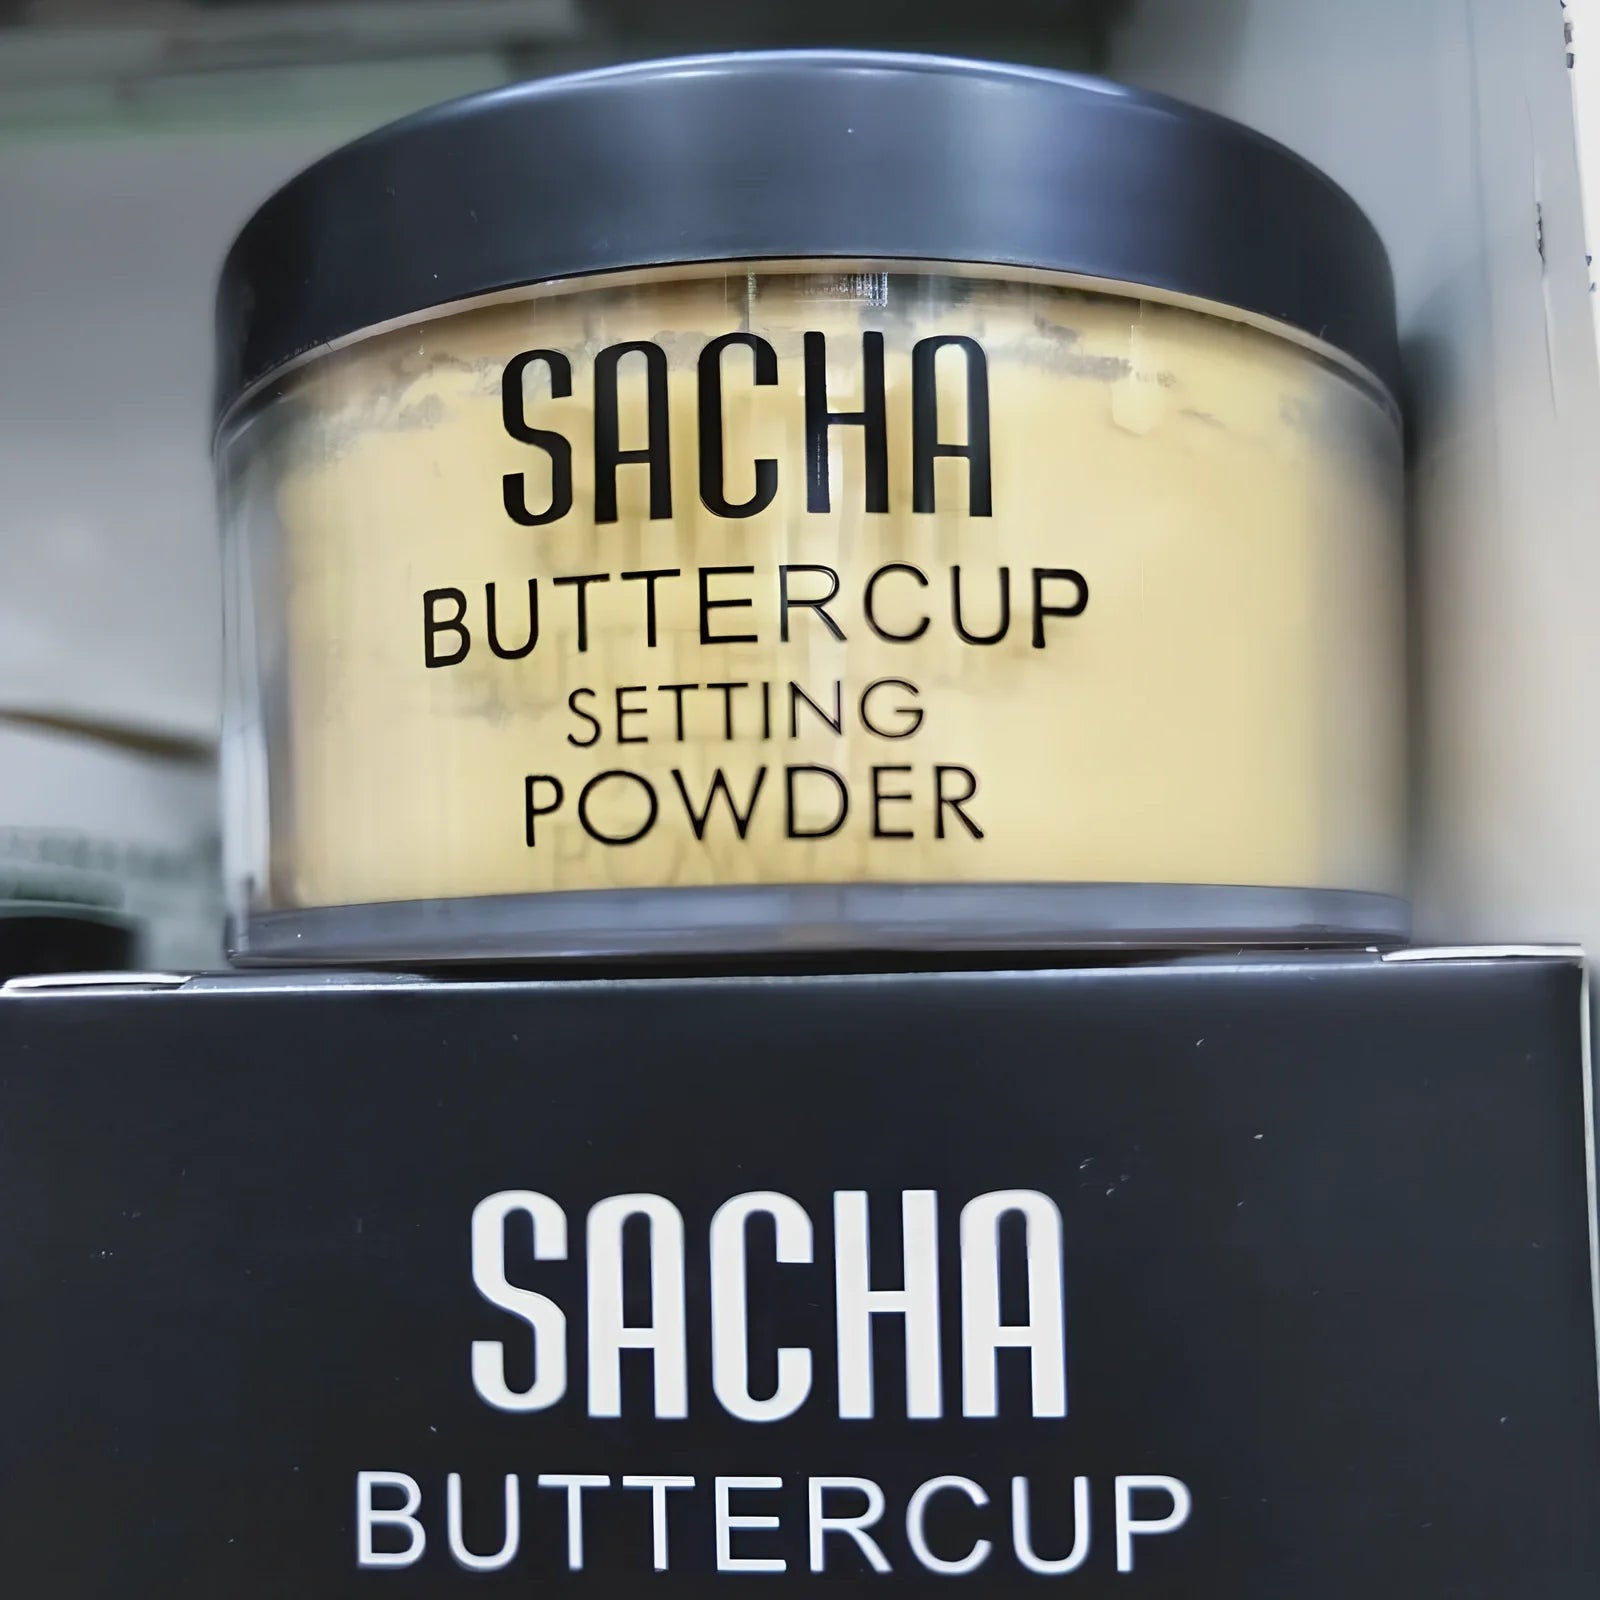 SACHA
BUTTERCUP
SETTING
POWDER
SACHA
BUTTERCUP